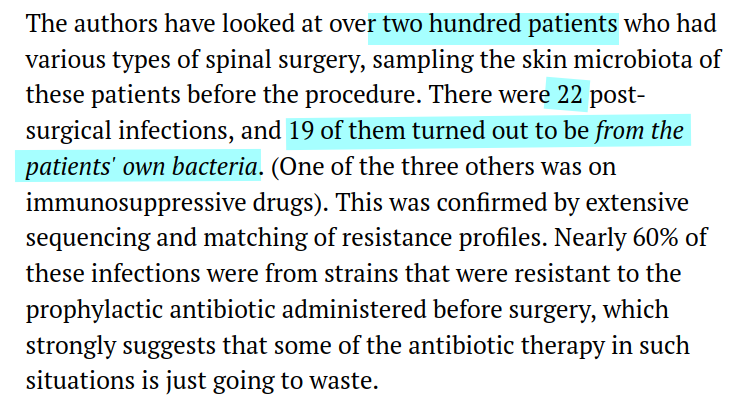 The authors have looked at over two hundred patients who had
various types of spinal surgery, sampling the skin microbiota of
these patients before the procedure. There were 22 post-
surgical infections, and 19 of them turned out to be from the
patients' own bacteria. (One of the three others was on
immunosuppressive drugs). This was confirmed by extensive
sequencing and matching of resistance profiles. Nearly 60% of
these infections were from strains that were resistant to the
prophylactic antibiotic administered before surgery, which
strongly suggests that some of the antibiotic therapy in such
situations is just going to waste.